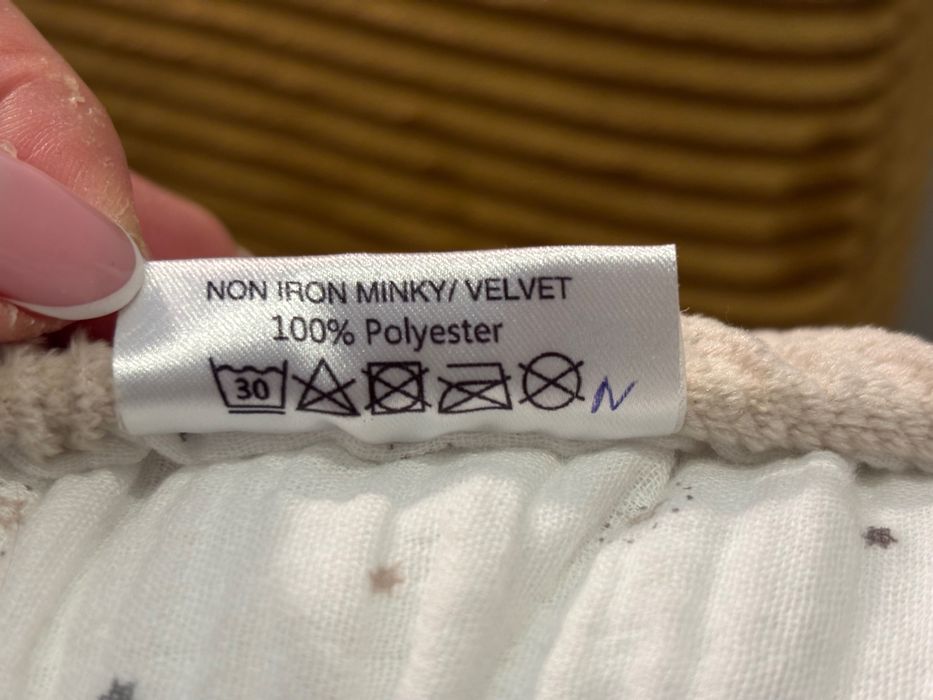 NON IRON MINKY/ VELVET
100% Polyester
30
N